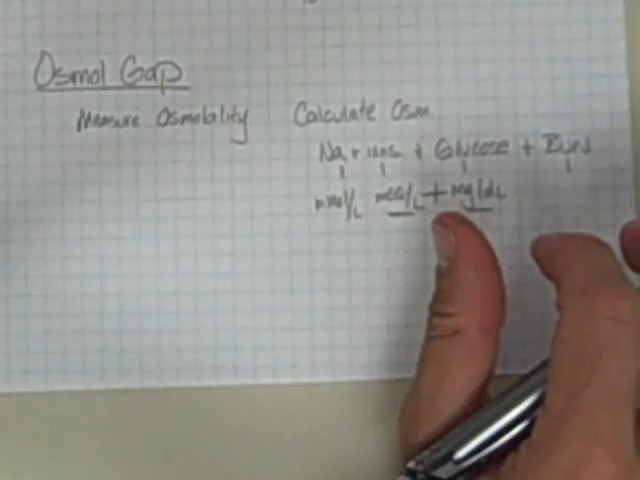 Osmol Gap
Measure Osmolality Calculate Osm
Na + ions + Glucose + Bun
mmol/L meq/L + mg/dL